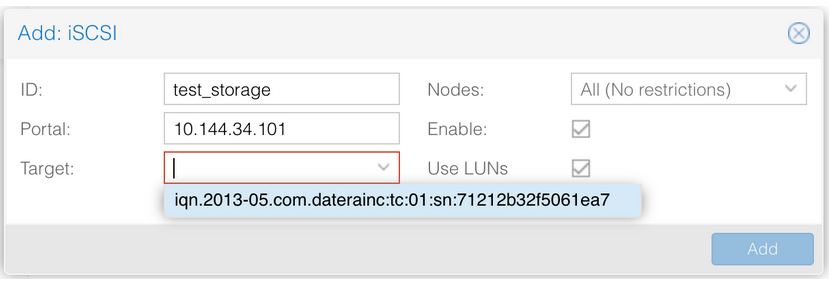 Add: iSCSI
ID: test_storage Nodes: All (No restrictions)
Portal: 10.144.34.101 Enable:
Target: Use LUNs
iqn.2013-05.com.daterainc:tc:01:sn:71212b32f5061ea7
Add